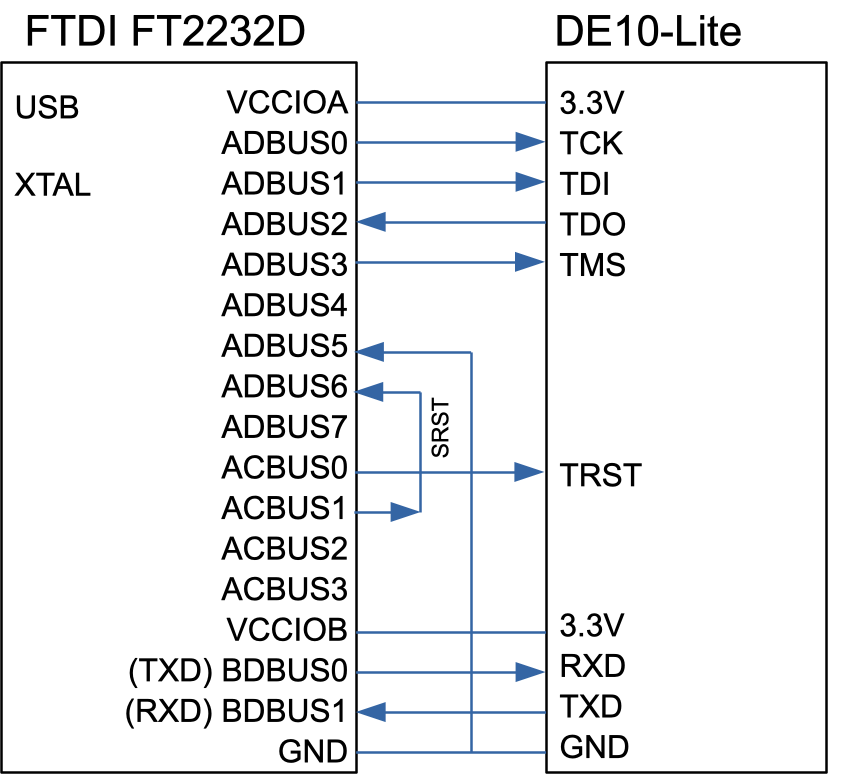 FTDI FT2232D
DE10-Lite
USB
VCCIOA
3.3V
ADBUS0
TCK
XTAL
ADBUS1
TDI
ADBUS2
TDO
ADBUS3
TMS
ADBUS4
ADBUS5
ADBUS6
ADBUS7
SRST
ACBUS0
TRST
ACBUS1
ACBUS2
ACBUS3
VCCIOB
3.3V
(TXD) BDBUS0
RXD
(RXD) BDBUS1
TXD
GND
GND